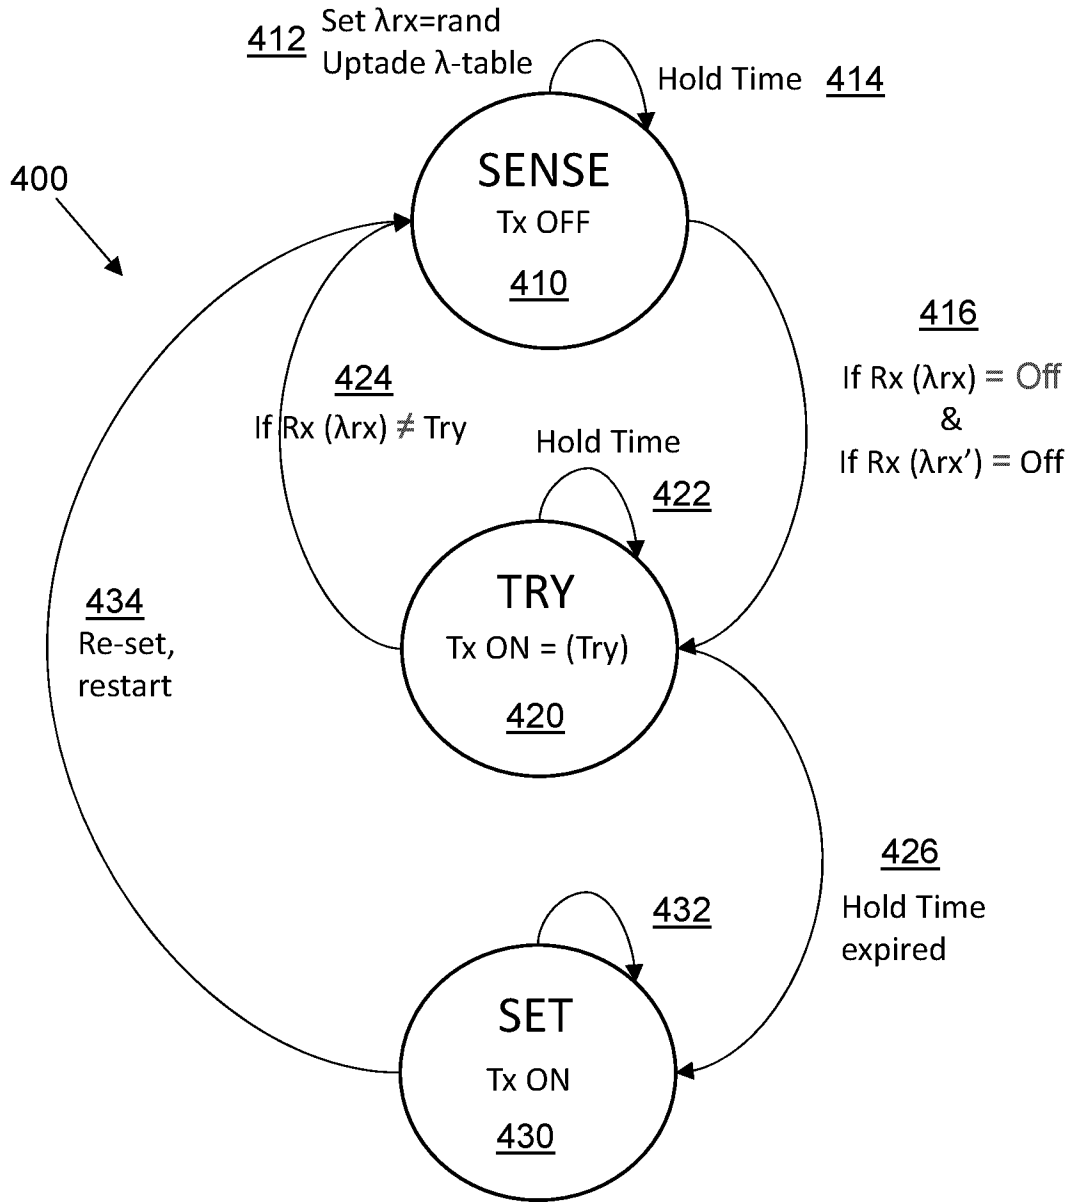 412
Set λrx=rand
Uptade λ-table
Hold Time 414
400
SENSE
Tx OFF
410
416
If Rx (λrx) = Off
&
If Rx (λrx’) = Off
424
If Rx (λrx) ≠ Try
Hold Time
422
TRY
Tx ON = (Try)
420
434
Re-set,
restart
426
Hold Time
expired
432
SET
Tx ON
430